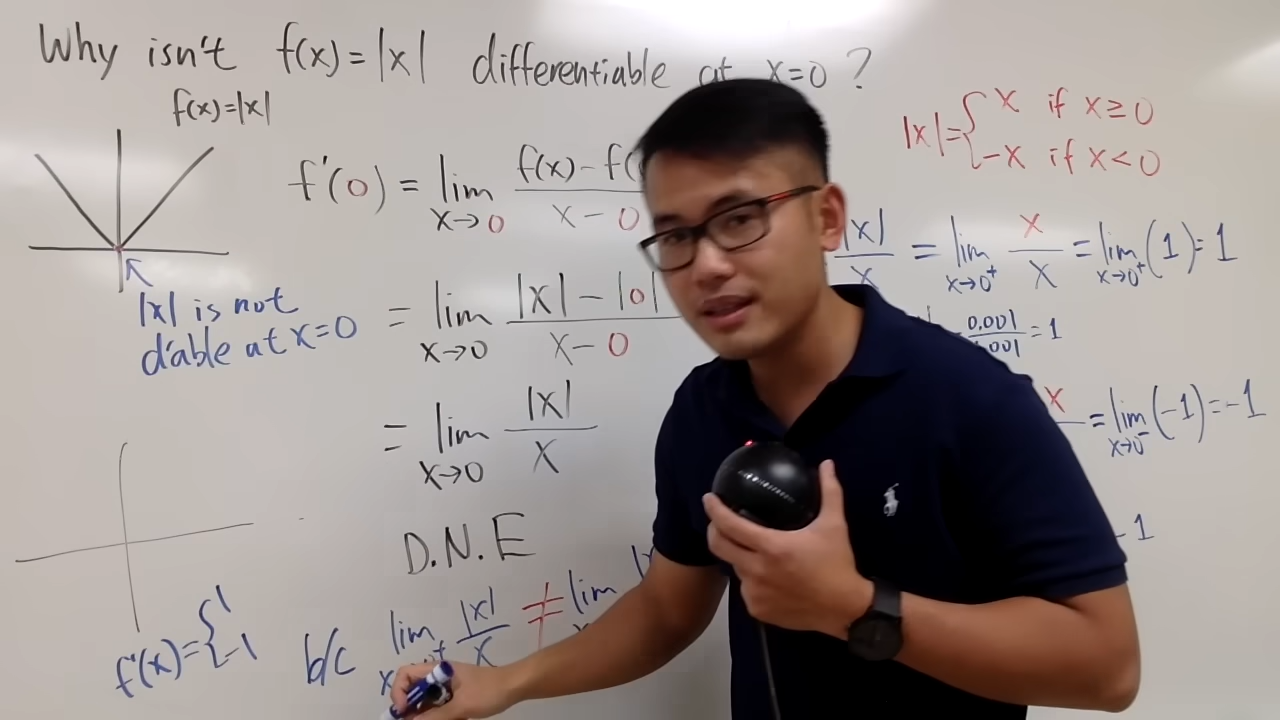 Why isn't f(x)=|x| differentiable at x=0 ?
f(x)=|x|
|x| is not
d'able at x=0
f'(0) = lim x→0 f(x)-f( / x-0
= lim x→0 |x|-|0| / x-0
= lim x→0 |x| / x
D.N.E
b/c lim |x|/x ≠ lim
f'(x)={1
-1
|x|={x if x≥0
-x if x<0
|x|/x = lim x→0⁺ x/x = lim x→0⁺ (1)=1
0.001 / .001 =1
x = lim x→0⁻ (-1)=-1
-1